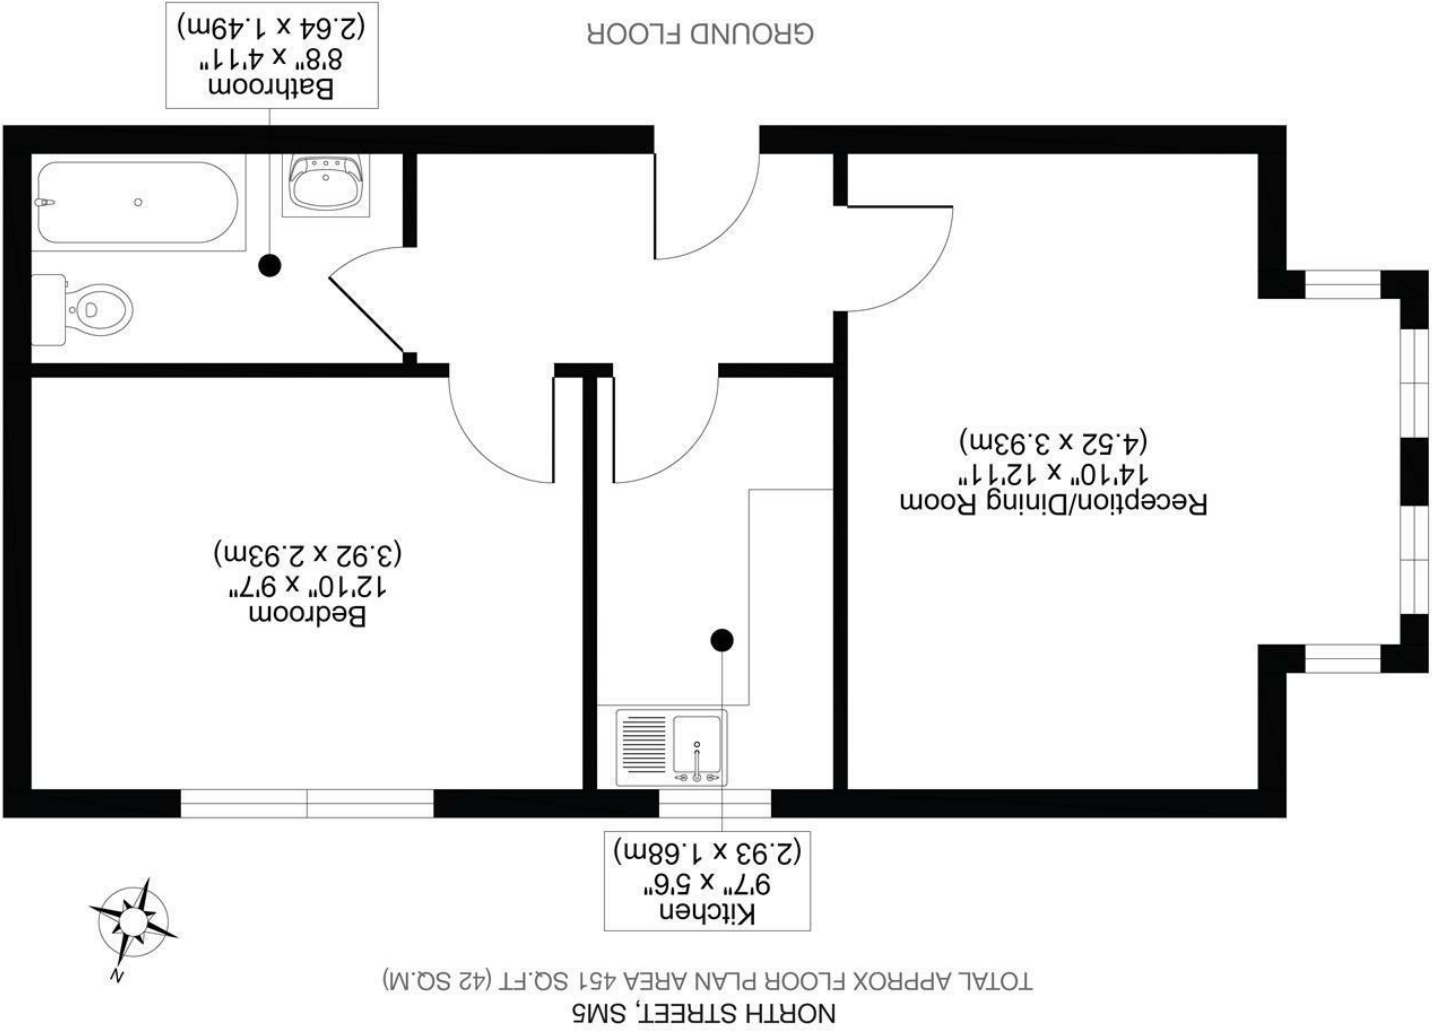 NORTH STREET, SM5
TOTAL APPROX FLOOR PLAN AREA 451 SQ.FT (42 SQ.M)
N
Kitchen
9'7" x 5'6"
(2.93 x 1.68m)
Bedroom
12'10" x 9'7"
(3.92 x 2.93m)
Reception/Dining Room
14'10" x 12'11"
(4.52 x 3.93m)
Bathroom
8'8" x 4'11"
(2.64 x 1.49m)
GROUND FLOOR